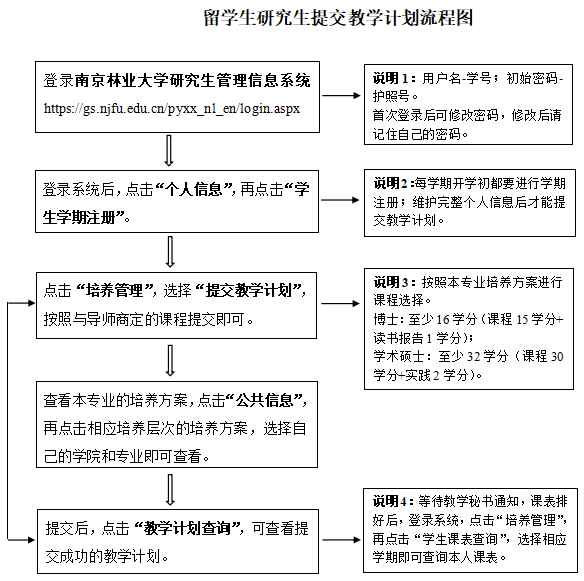 留学生研究生提交教学计划流程图
登录南京林业大学研究生管理信息系统
https://gs.njfu.edu.cn/pyxx_nl_en/login.aspx
说明1：用户名-学号；初始密码-
护照号。
首次登录后可修改密码，修改后请
记住自己的密码。
登录系统后，点击“个人信息”，再点击“学
生学期注册”。
说明2：每学期开学初都要进行学期
注册；维护完整个人信息后才能提
交教学计划。
点击“培养管理”，选择“提交教学计划”，
按照与导师商定的课程提交即可。
说明3：按照本专业培养方案进行
课程选择。
博士：至少16学分（课程15学分+
读书报告1学分）；
学术硕士：至少32学分（课程30
学分+实践2学分）。
查看本专业的培养方案，点击“公共信息”，
再点击相应培养层次的培养方案，选择自
己的学院和专业即可查看。
提交后，点击“教学计划查询”，可查看提
交成功的教学计划。
说明4：等待教学秘书通知，课表排
好后，登录系统，点击“培养管理”，
再点击“学生课表查询”，选择相应
学期即可查询本人课表。